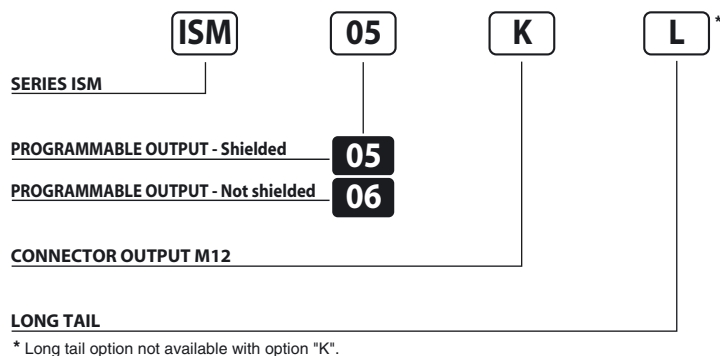 ISM 05 K L *
SERIES ISM
PROGRAMMABLE OUTPUT - Shielded 05
PROGRAMMABLE OUTPUT - Not shielded 06
CONNECTOR OUTPUT M12
LONG TAIL
* Long tail option not available with option "K".